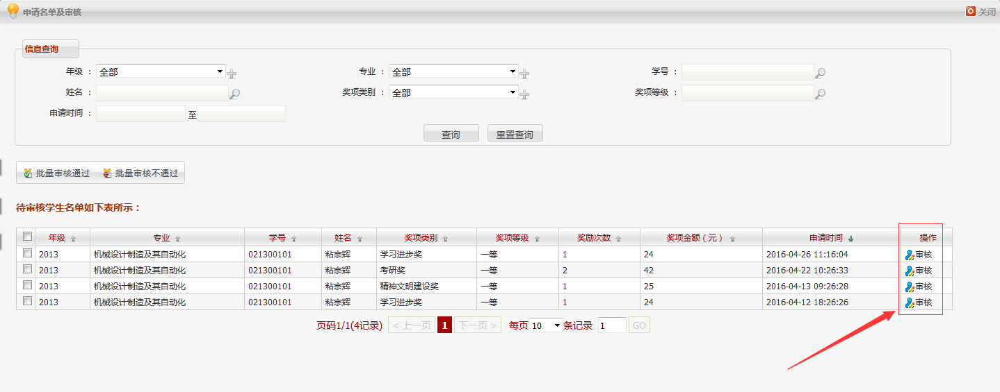 申请名单及审核 关闭
信息查询
年级 : 全部 专业 : 全部 学号 :
姓名 : 奖项类别 : 全部 奖项等级 :
申请时间 : 至
查询 重置查询
批量审核通过 批量审核不通过
待审核学生名单如下表所示：
年级 专业 学号 姓名 奖项类别 奖项等级 奖励次数 奖项金额（元） 申请时间 操作
2013 机械设计制造及其自动化 021300101 粘宗辉 学习进步奖 一等 1 24 2016-04-26 11:16:04 审核
2013 机械设计制造及其自动化 021300101 粘宗辉 考研奖 一等 2 42 2016-04-22 10:26:33 审核
2013 机械设计制造及其自动化 021300101 粘宗辉 精神文明建设奖 一等 1 25 2016-04-13 09:26:28 审核
2013 机械设计制造及其自动化 021300101 粘宗辉 学习进步奖 一等 1 24 2016-04-12 18:26:26 审核
页码1/1(4记录) < 上一页 1 下一页 > 每页 10 条记录 1 GO